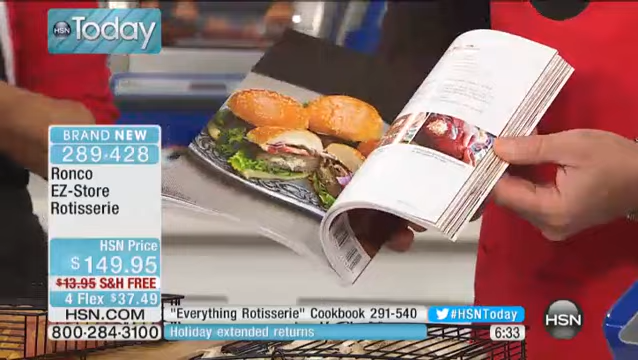 HSN Today
BRAND NEW
289-428
Ronco
EZ-Store
Rotisserie
HSN Price
$149.95
$13.95 S&H FREE
4 Flex $37.49
HSN.COM
800-284-3100
"Everything Rotisserie" Cookbook 291-540
Holiday extended returns
#HSNToday
6:33
HSN